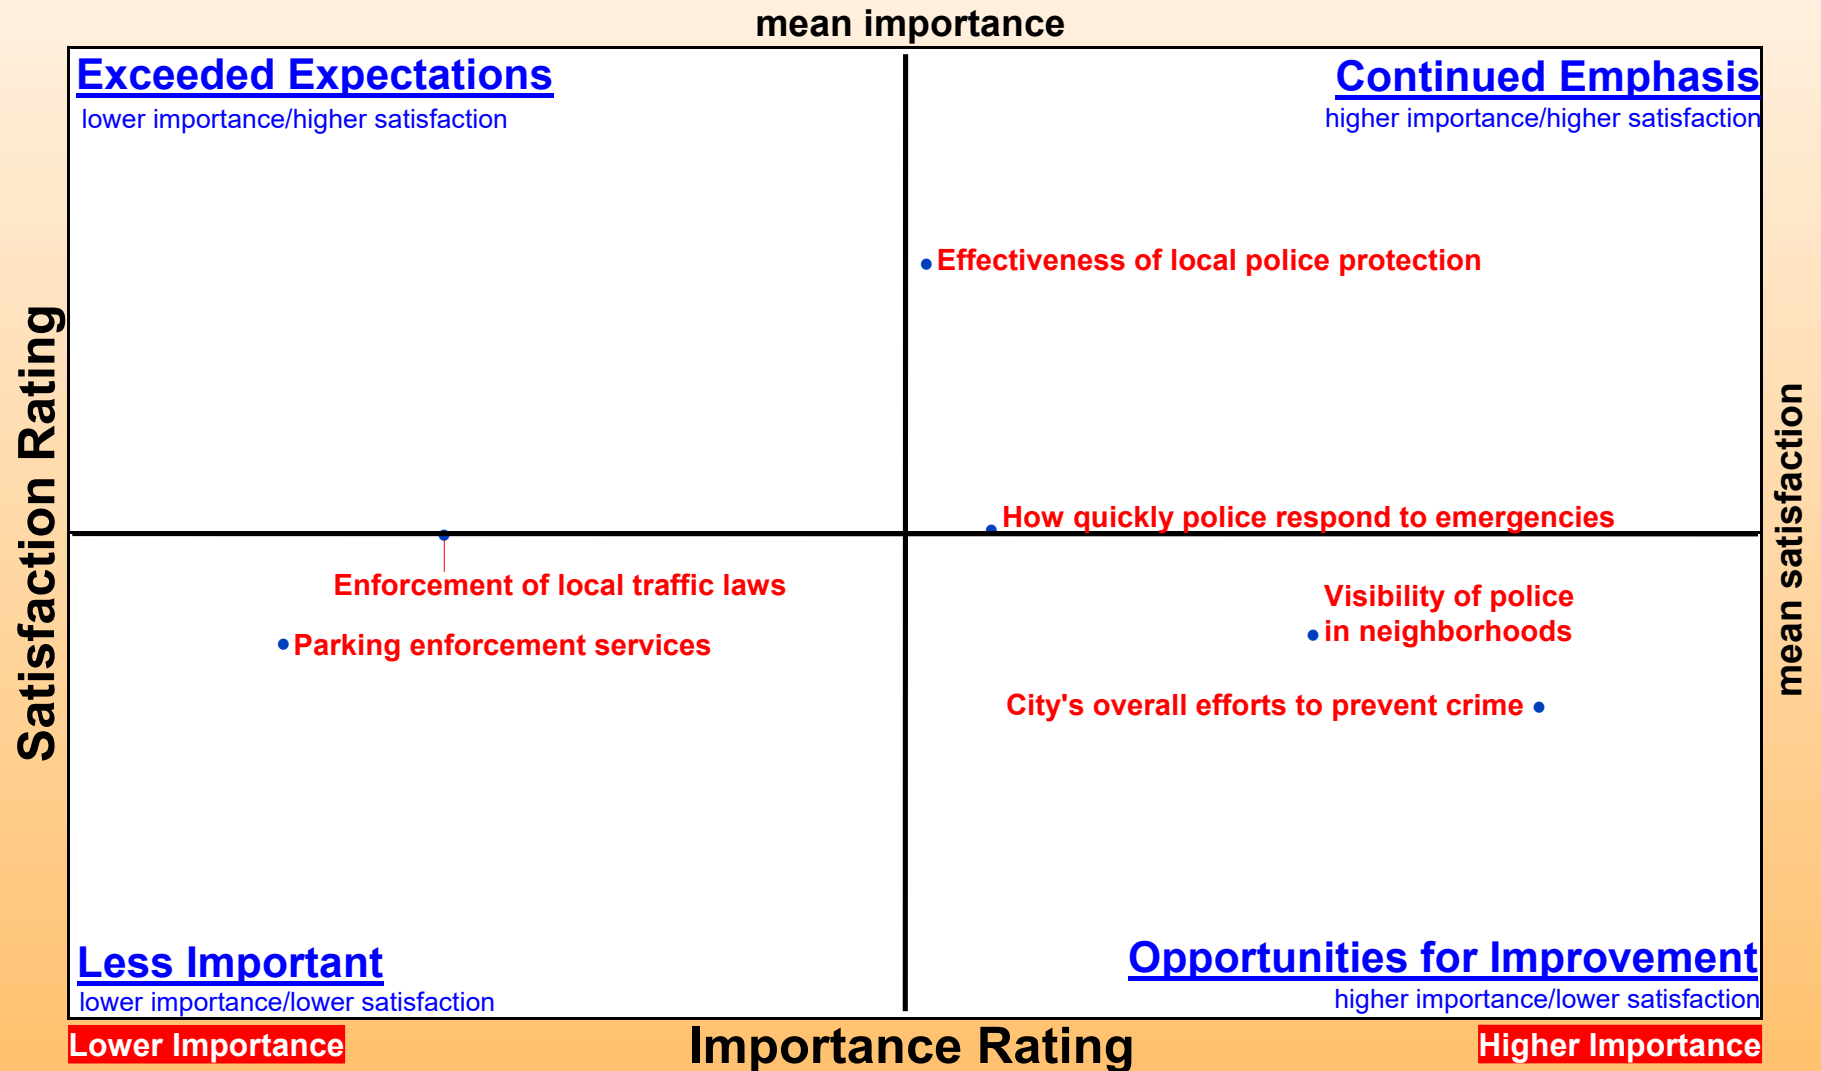 mean importance
Exceeded Expectations
lower importance/higher satisfaction
Continued Emphasis
higher importance/higher satisfaction
Effectiveness of local police protection
How quickly police respond to emergencies
Satisfaction Rating
mean satisfaction
Enforcement of local traffic laws
Parking enforcement services
Visibility of police
in neighborhoods
City's overall efforts to prevent crime
Less Important
lower importance/lower satisfaction
Opportunities for Improvement
higher importance/lower satisfaction
Lower Importance
Importance Rating
Higher Importance